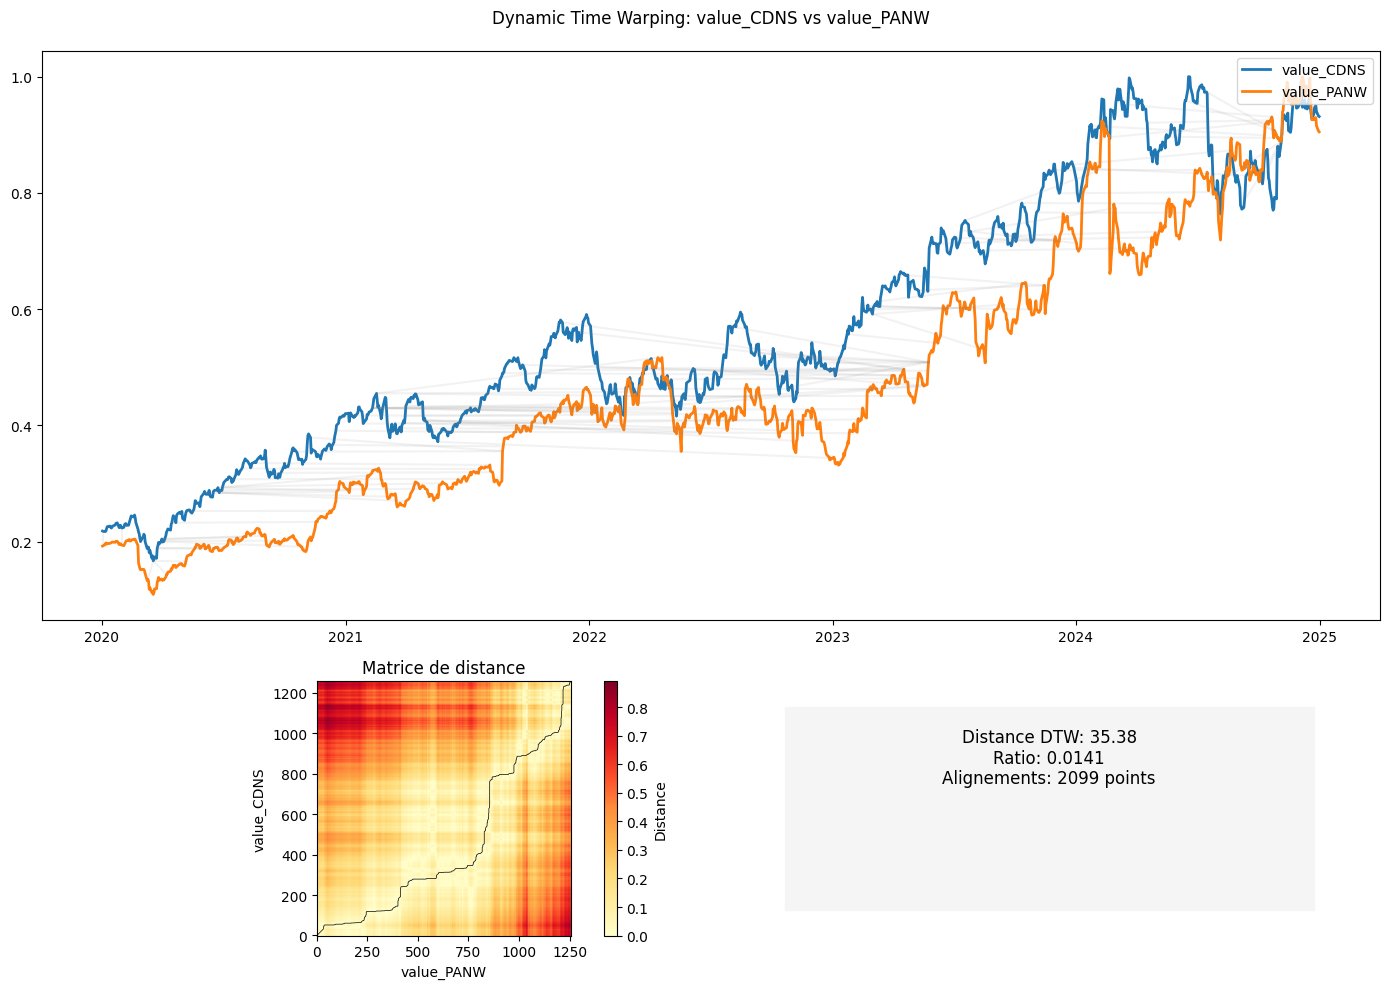 Dynamic Time Warping: value_CDNS vs value_PANW
value_CDNS
value_PANW
1.0
0.8
0.6
0.4
0.2
2020 2021 2022 2023 2024 2025
Matrice de distance
value_CDNS
1200
1000
800
600
400
200
0
0 250 500 750 1000 1250
value_PANW
0.8
0.7
0.6
0.5
0.4
0.3
0.2
0.1
0.0
Distance
Distance DTW: 35.38
Ratio: 0.0141
Alignements: 2099 points